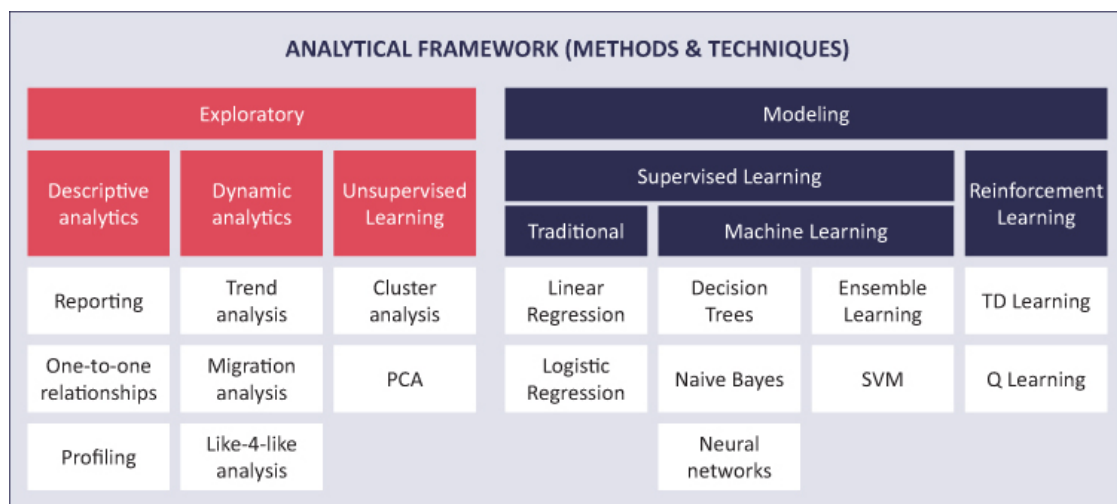 ANALYTICAL FRAMEWORK (METHODS & TECHNIQUES)
Exploratory
Modeling
Descriptive
analytics
Dynamic
analytics
Unsupervised
Learning
Supervised Learning
Reinforcement
Learning
Traditional
Machine Learning
Reporting
Trend
analysis
Cluster
analysis
Linear
Regression
Decision
Trees
Ensemble
Learning
TD Learning
One-to-one
relationships
Migration
analysis
PCA
Logistic
Regression
Naive Bayes
SVM
Q Learning
Profiling
Like-4-like
analysis
Neural
networks